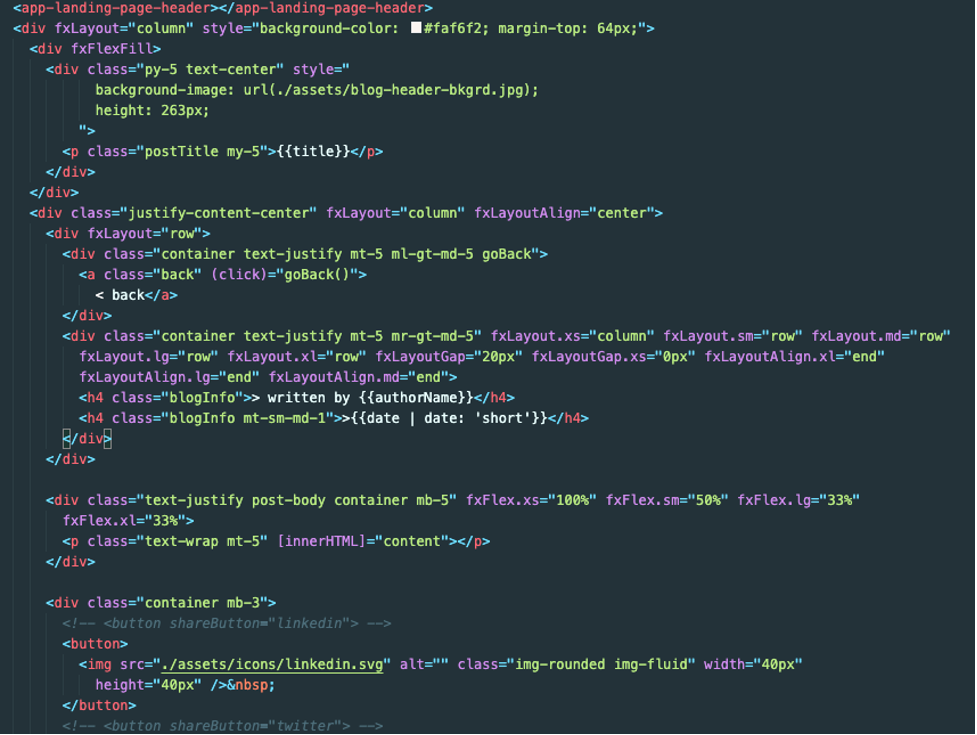 <app-landing-page-header></app-landing-page-header>
<div fxLayout="column" style="background-color: #faf6f2; margin-top: 64px;">
<div fxFlexFill>
<div class="py-5 text-center" style="
background-image: url(./assets/blog-header-bkgrd.jpg);
height: 263px;
">
<p class="postTitle my-5">{{title}}</p>
</div>
</div>
<div class="justify-content-center" fxLayout="column" fxLayoutAlign="center">
<div fxLayout="row">
<div class="container text-justify mt-5 ml-gt-md-5 goBack">
<a class="back" (click)="goBack()">
< back</a>
</div>
<div class="container text-justify mt-5 mr-gt-md-5" fxLayout.xs="column" fxLayout.sm="row" fxLayout.md="row"
fxLayout.lg="row" fxLayout.xl="row" fxLayoutGap="20px" fxLayoutGap.xs="0px" fxLayoutAlign.xl="end"
fxLayoutAlign.lg="end" fxLayoutAlign.md="end">
<h4 class="blogInfo">> written by {{authorName}}</h4>
<h4 class="blogInfo mt-sm-md-1">>{{date | date: 'short'}}</h4>
</div>
</div>
<div class="text-justify post-body container mb-5" fxFlex.xs="100%" fxFlex.sm="50%" fxFlex.lg="33%"
fxFlex.xl="33%">
<p class="text-wrap mt-5" [innerHTML]="content"></p>
</div>
<div class="container mb-3">
<!-- <button shareButton="linkedin"> -->
<button>
<img src="./assets/icons/linkedin.svg" alt="" class="img-rounded img-fluid" width="40px"
height="40px" />&nbsp;
</button>
<!-- <button shareButton="twitter"> -->